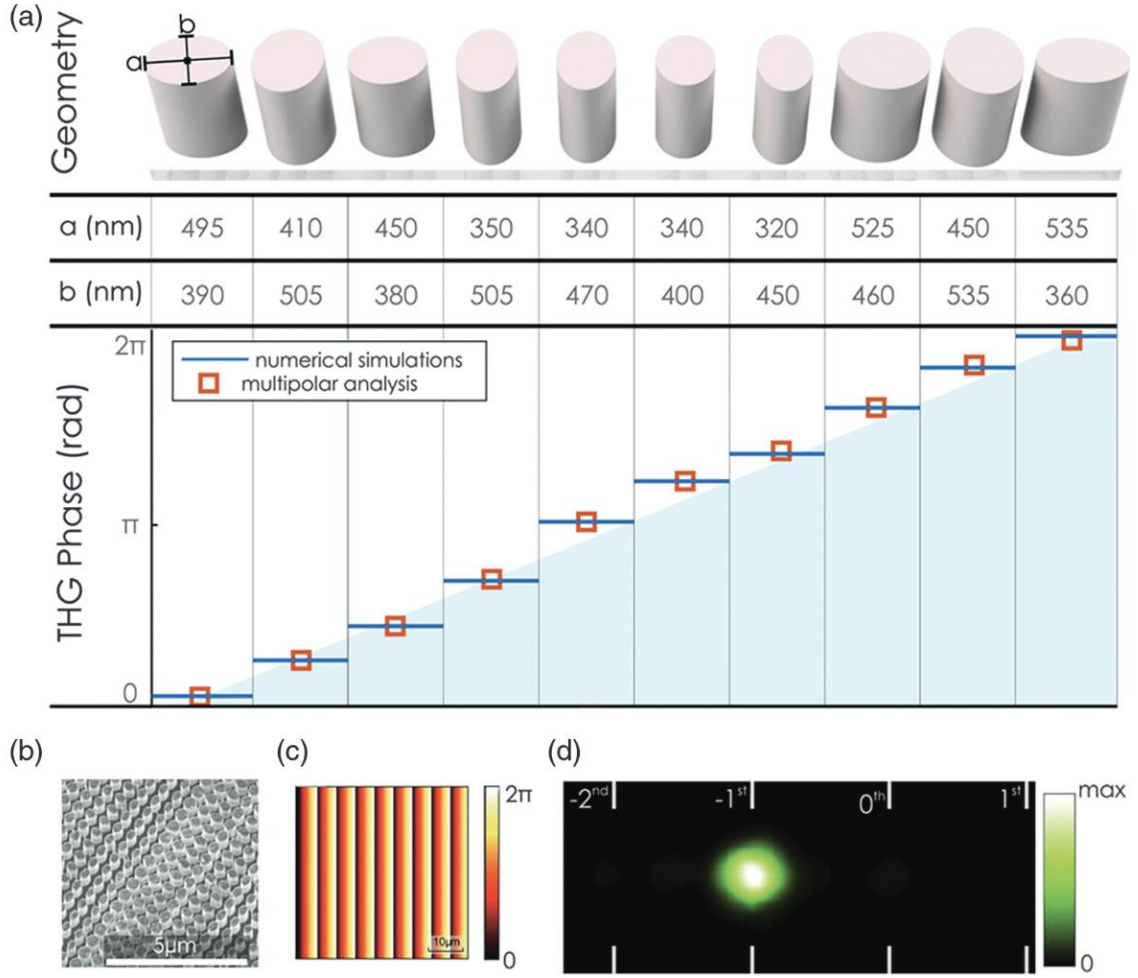 (a)
Geometry
b
a
a (nm) 495 410 450 350 340 340 320 525 450 535
b (nm) 390 505 380 505 470 400 450 460 535 360
THG Phase (rad)
2π
π
0
numerical simulations
multipolar analysis
(b)
5μm
(c)
2π
0
10μm
(d)
-2nd -1st 0th 1st
max
0